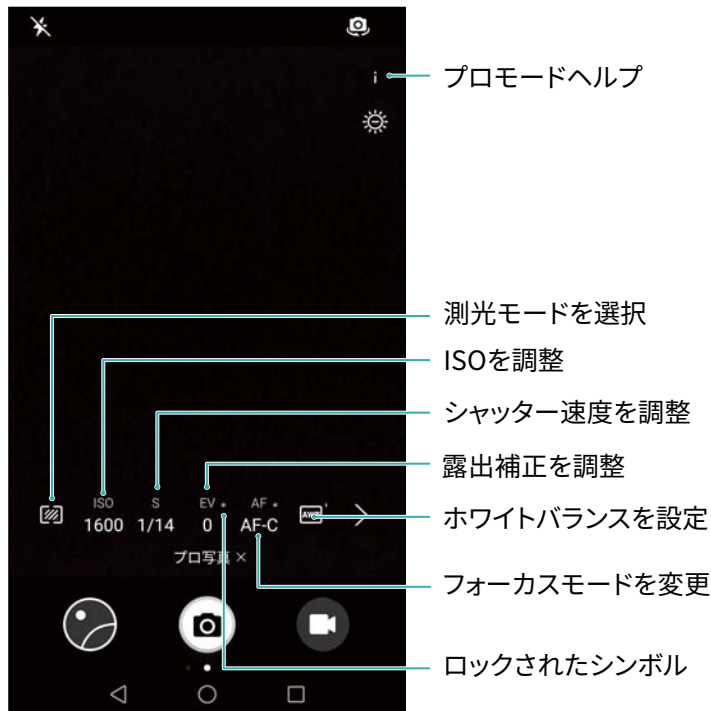 i
プロモードヘルプ
測光モードを選択
ISOを調整
シャッター速度を調整
露出補正を調整
ISO S EV AF
1600 1/14 0 AF-C AWB
ホワイトバランスを設定
プロ写真 ×
フォーカスモードを変更
ロックされたシンボル